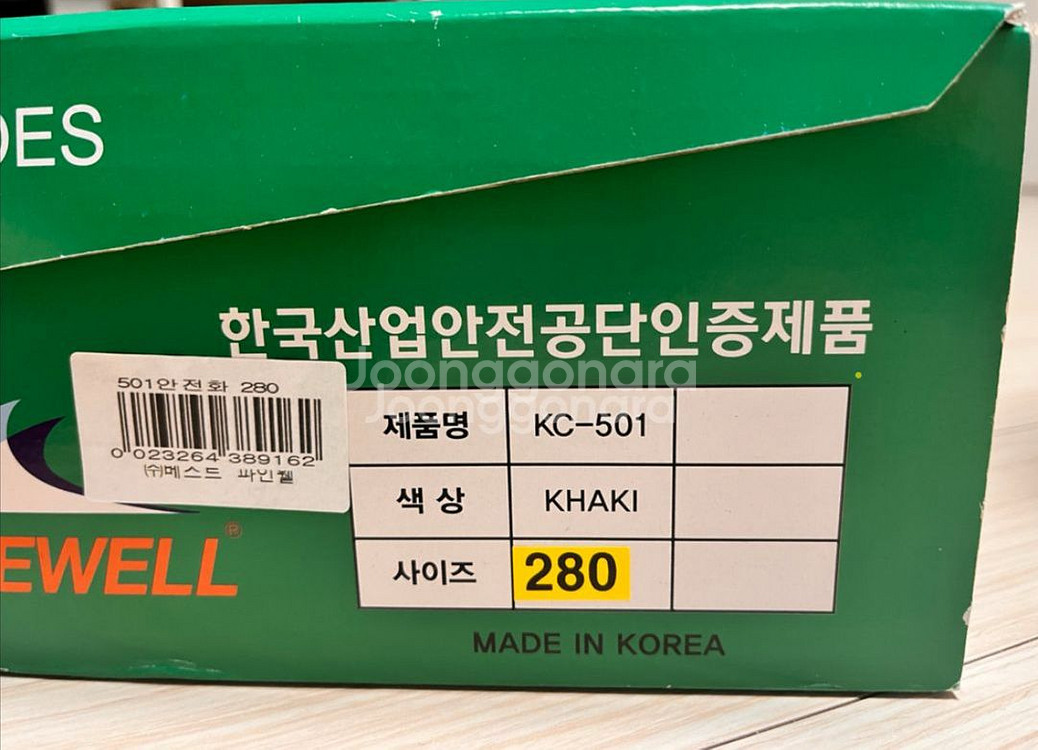 OES
한국산업안전공단인증제품
Joonggonara
Joonggonara
501안전화 280
0 023264 389162
㈜메스드 파인웰
제품명 KC-501
색상 KHAKI
사이즈 280
EWELL®
MADE IN KOREA